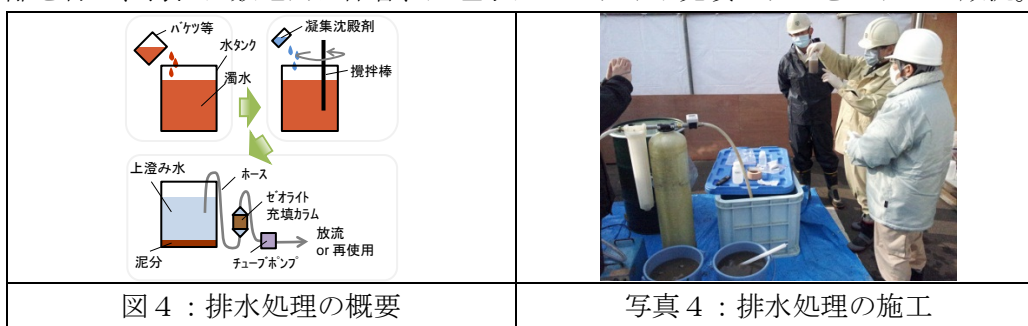 バケツ等
水タンク
濁水
凝集沈殿剤
攪拌棒
上澄み水
ホース
ゼオライト
充填カラム
放流
or 再使用
泥分
チューブポンプ
図４：排水処理の概要
写真４：排水処理の施工